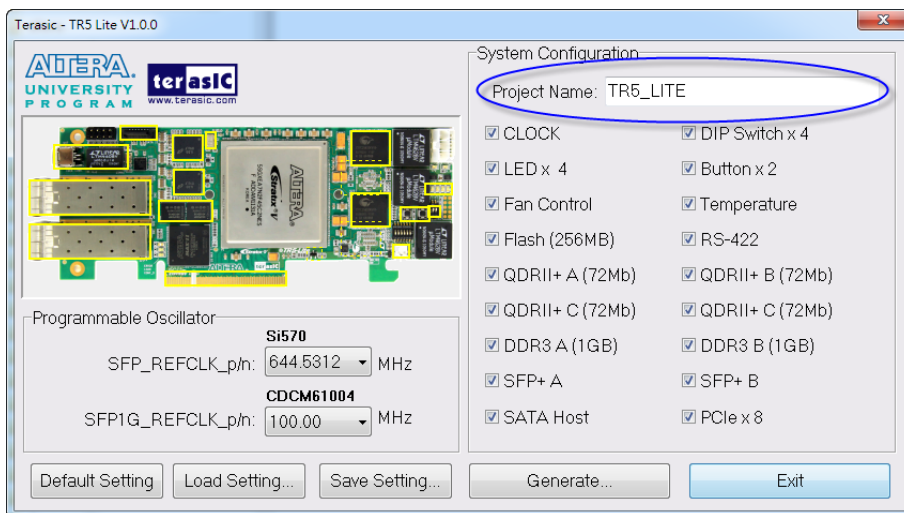 Terasic - TR5 Lite V1.0.0
ALTERA.
UNIVERSITY
PROGRAM
terasIC
www.terasic.com
ALTERA
Stratix V
Programmable Oscillator
Si570
SFP_REFCLK_p/n: 644.5312 MHz
CDCM61004
SFP1G_REFCLK_p/n: 100.00 MHz
System Configuration
Project Name: TR5_LITE
CLOCK
DIP Switch x 4
LED x 4
Button x 2
Fan Control
Temperature
Flash (256MB)
RS-422
QDRII+ A (72Mb)
QDRII+ B (72Mb)
QDRII+ C (72Mb)
QDRII+ C (72Mb)
DDR3 A (1GB)
DDR3 B (1GB)
SFP+ A
SFP+ B
SATA Host
PCIe x 8
Default Setting
Load Setting...
Save Setting...
Generate...
Exit